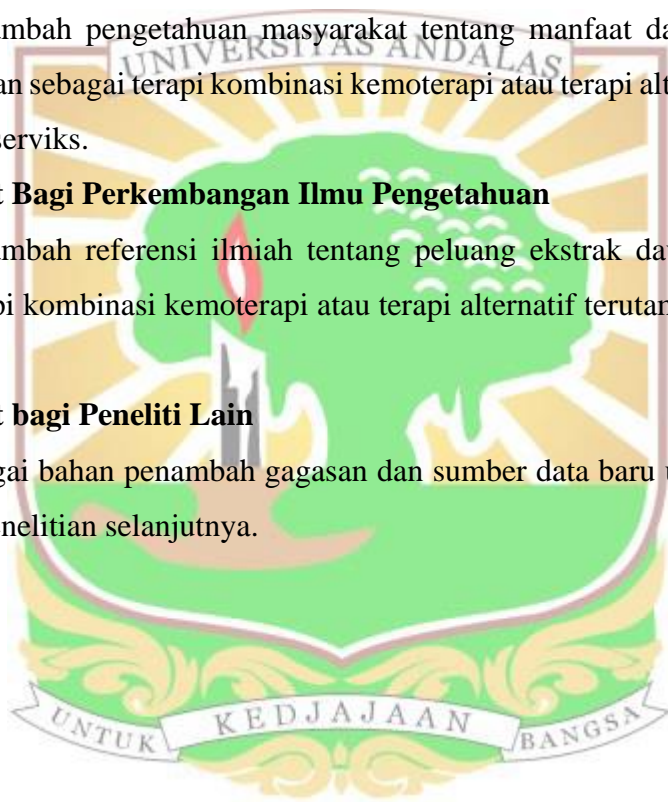 mbah pengetahuan masyarakat tentang manfaat da
UNIVERSITAS ANDALAS
an sebagai terapi kombinasi kemoterapi atau terapi alt
serviks.
t Bagi Perkembangan Ilmu Pengetahuan
mbah referensi ilmiah tentang peluang ekstrak da
pi kombinasi kemoterapi atau terapi alternatif teruta
t bagi Peneliti Lain
gai bahan penambah gagasan dan sumber data baru
enelitian selanjutnya.
UNTUK KEDJAJAAN BANGSA